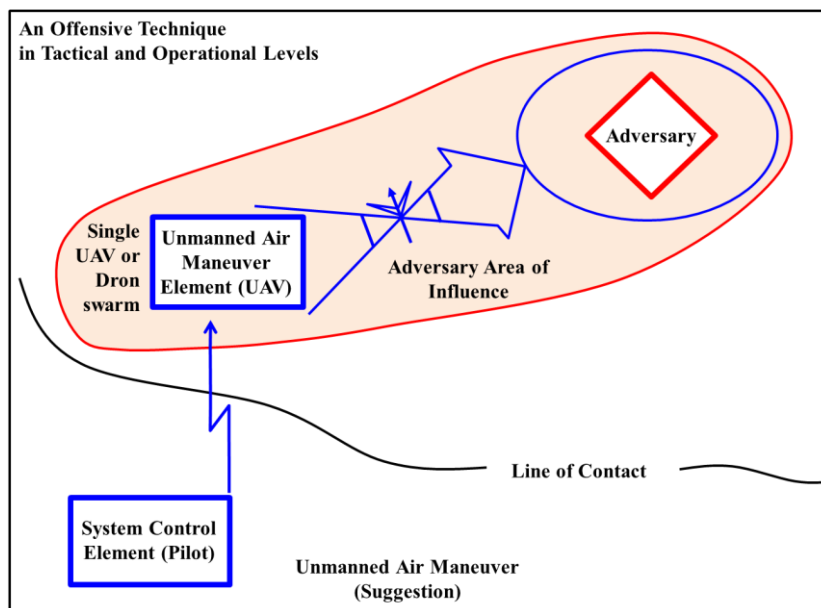 An Offensive Technique
in Tactical and Operational Levels
Adversary
Single
UAV or
Dron
swarm
Unmanned Air
Maneuver
Element (UAV)
Adversary Area of
Influence
Line of Contact
System Control
Element (Pilot)
Unmanned Air Maneuver
(Suggestion)